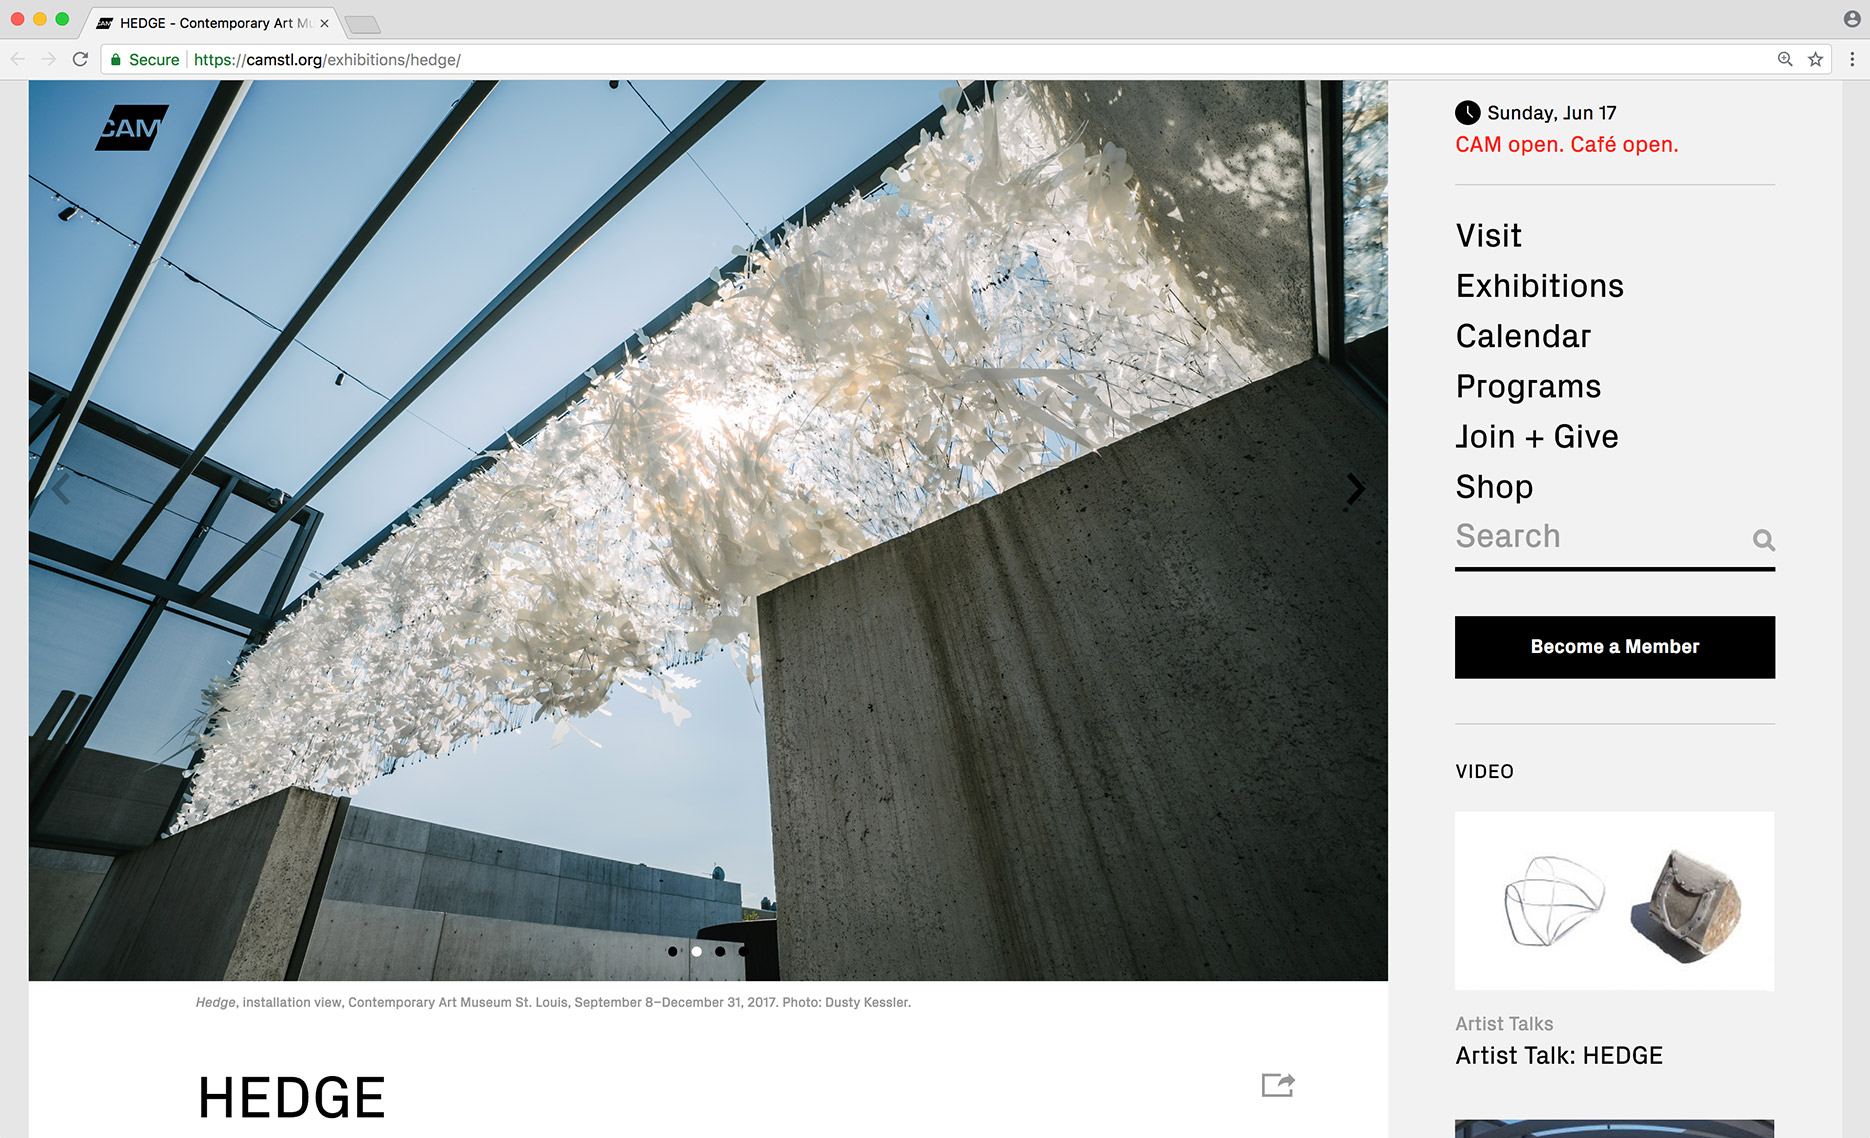 HEDGE - Contemporary Art Mu
Secure
https://camstl.org/exhibitions/hedge/
CAM
Sunday, Jun 17
CAM open. Café open.
Visit
Exhibitions
Calendar
Programs
Join + Give
Shop
Search
Become a Member
VIDEO
Artist Talks
Artist Talk: HEDGE
Hedge, installation view, Contemporary Art Museum St. Louis, September 8–December 31, 2017. Photo: Dusty Kessler.
HEDGE